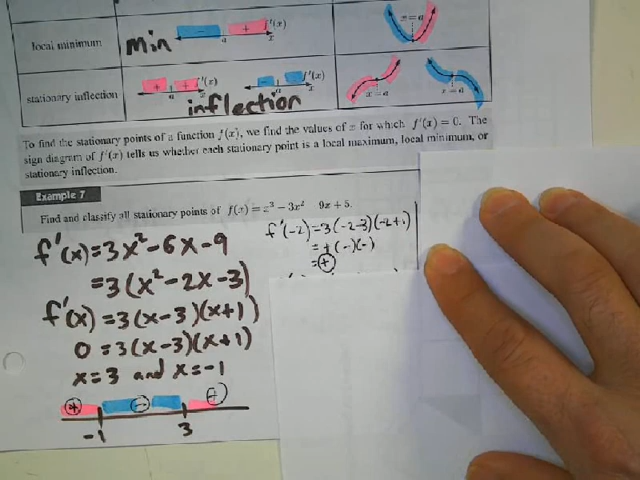 local minimum
min
− + f'(x)
a x
stationary inflection
+ + f'(x)
a x
− − f'(x)
a x
inflection
x = a
x = a
x = a
To find the stationary points of a function f(x), we find the values of x for which f'(x) = 0. The
sign diagram of f'(x) tells us whether each stationary point is a local maximum, local minimum, or
stationary inflection.
Example 7
Find and classify all stationary points of f(x) = x³ − 3x² 9x + 5.
f'(x) = 3x² − 6x − 9
= 3(x² − 2x − 3)
f'(x) = 3(x − 3)(x + 1)
0 = 3(x − 3)(x + 1)
x = 3 and x = −1
+ − +
−1 3
f'(−2) = 3(−2−3)(−2+1)
= + (−)(−)
= +